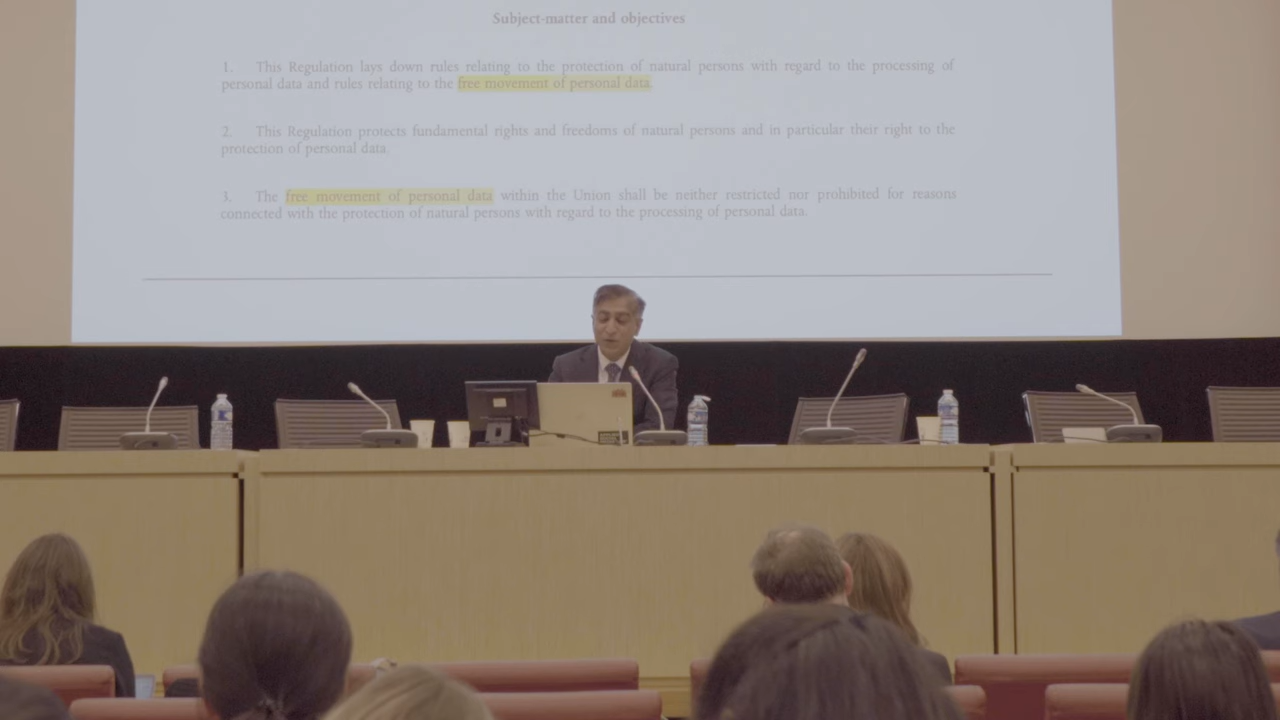 Subject-matter and objectives
1. This Regulation lays down rules relating to the protection of natural persons with regard to the processing of
personal data and rules relating to the free movement of personal data.
2. This Regulation protects fundamental rights and freedoms of natural persons and in particular their right to the
protection of personal data.
3. The free movement of personal data within the Union shall be neither restricted nor prohibited for reasons
connected with the protection of natural persons with regard to the processing of personal data.